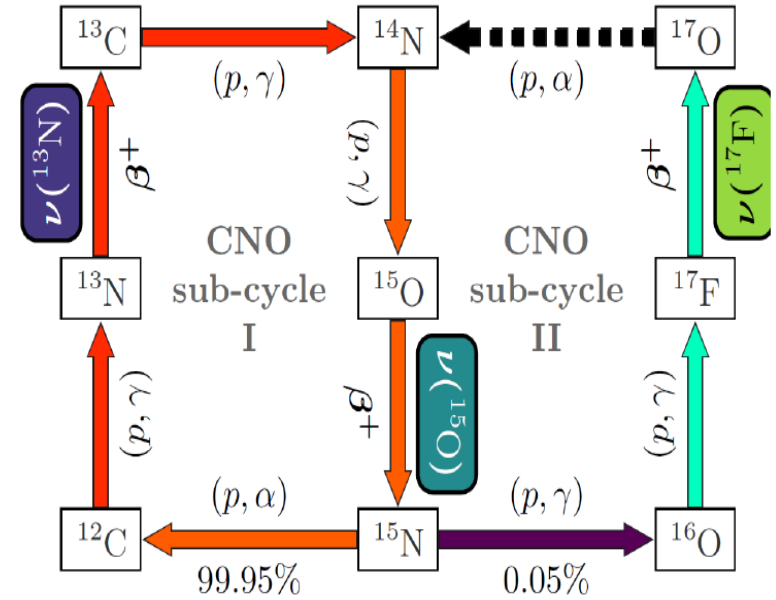 ¹³C
¹⁴N
¹⁷O
(p, γ)
(p, α)
ν(¹³N)
β⁺
(p, γ)
β⁺
ν(¹⁷F)
CNO
sub-cycle
I
CNO
sub-cycle
II
¹³N
¹⁵O
¹⁷F
(p, γ)
β⁺
ν(¹⁵O)
(p, γ)
(p, α)
(p, γ)
¹²C
¹⁵N
¹⁶O
99.95%
0.05%